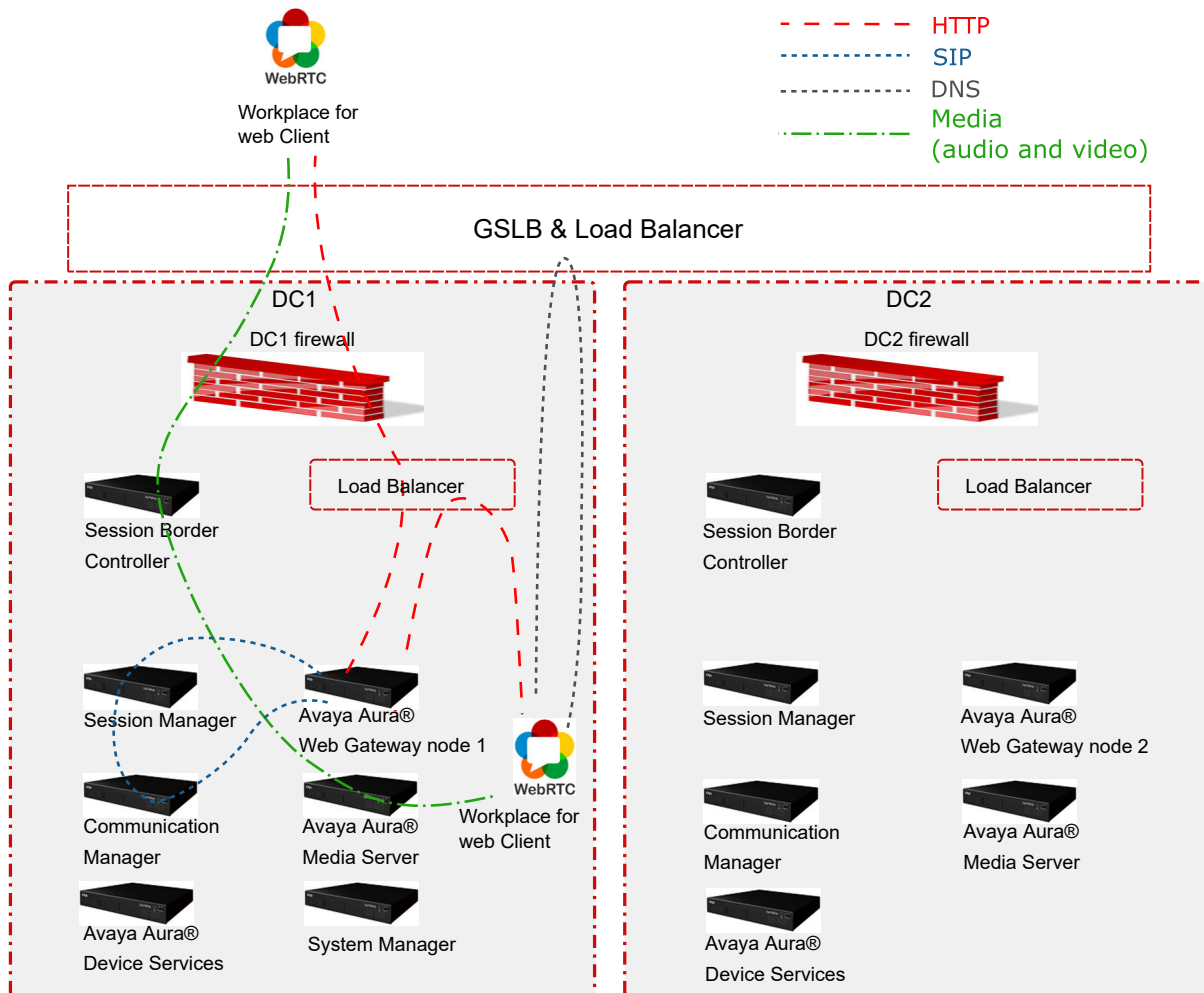 HTTP
SIP
DNS
Media
(audio and video)
WebRTC
Workplace for
web Client
GSLB & Load Balancer
DC1
DC1 firewall
Load Balancer
Session Border
Controller
Session Manager
Avaya Aura®
Web Gateway node 1
WebRTC
Workplace for
web Client
Communication
Manager
Avaya Aura®
Media Server
Avaya Aura®
Device Services
System Manager
DC2
DC2 firewall
Load Balancer
Session Border
Controller
Session Manager
Avaya Aura®
Web Gateway node 2
Communication
Manager
Avaya Aura®
Media Server
Avaya Aura®
Device Services